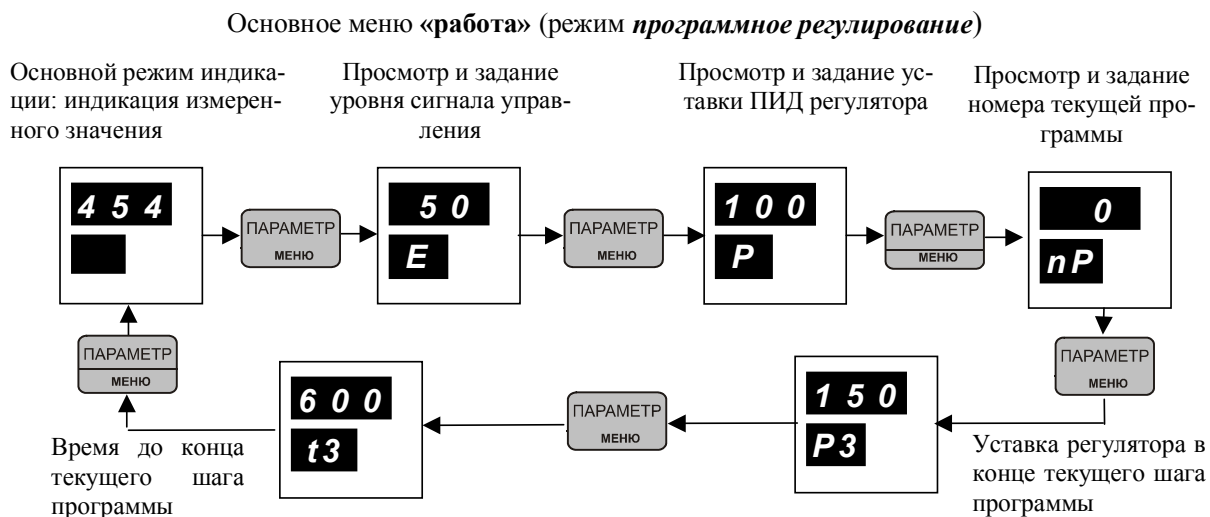 Основное меню «работа» (режим программное регулирование)
Основной режим индика-
ции: индикация измерен-
ного значения
Просмотр и задание
уровня сигнала управ-
ления
Просмотр и задание ус-
тавки ПИД регулятора
Просмотр и задание
номера текущей про-
граммы
4 5 4
ПАРАМЕТР
МЕНЮ
5 0
E
ПАРАМЕТР
МЕНЮ
1 0 0
P
ПАРАМЕТР
МЕНЮ
0
nP
ПАРАМЕТР
МЕНЮ
Уставка регулятора в
конце текущего шага
программы
1 5 0
P3
ПАРАМЕТР
МЕНЮ
6 0 0
t3
Время до конца
текущего шага
программы
ПАРАМЕТР
МЕНЮ